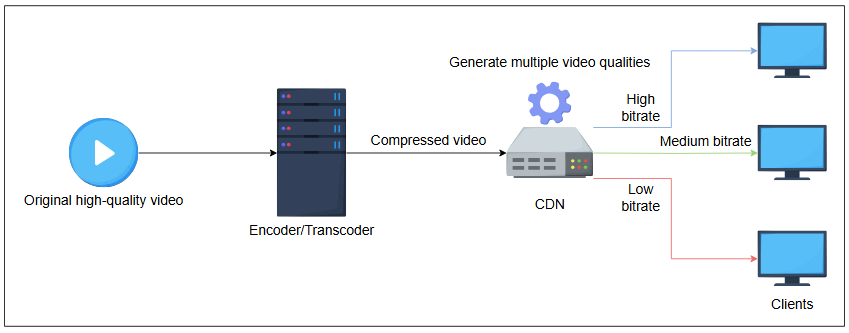 Generate multiple video qualities
High
bitrate
Compressed video
Medium bitrate
Original high-quality video
Low
bitrate
CDN
Encoder/Transcoder
Clients